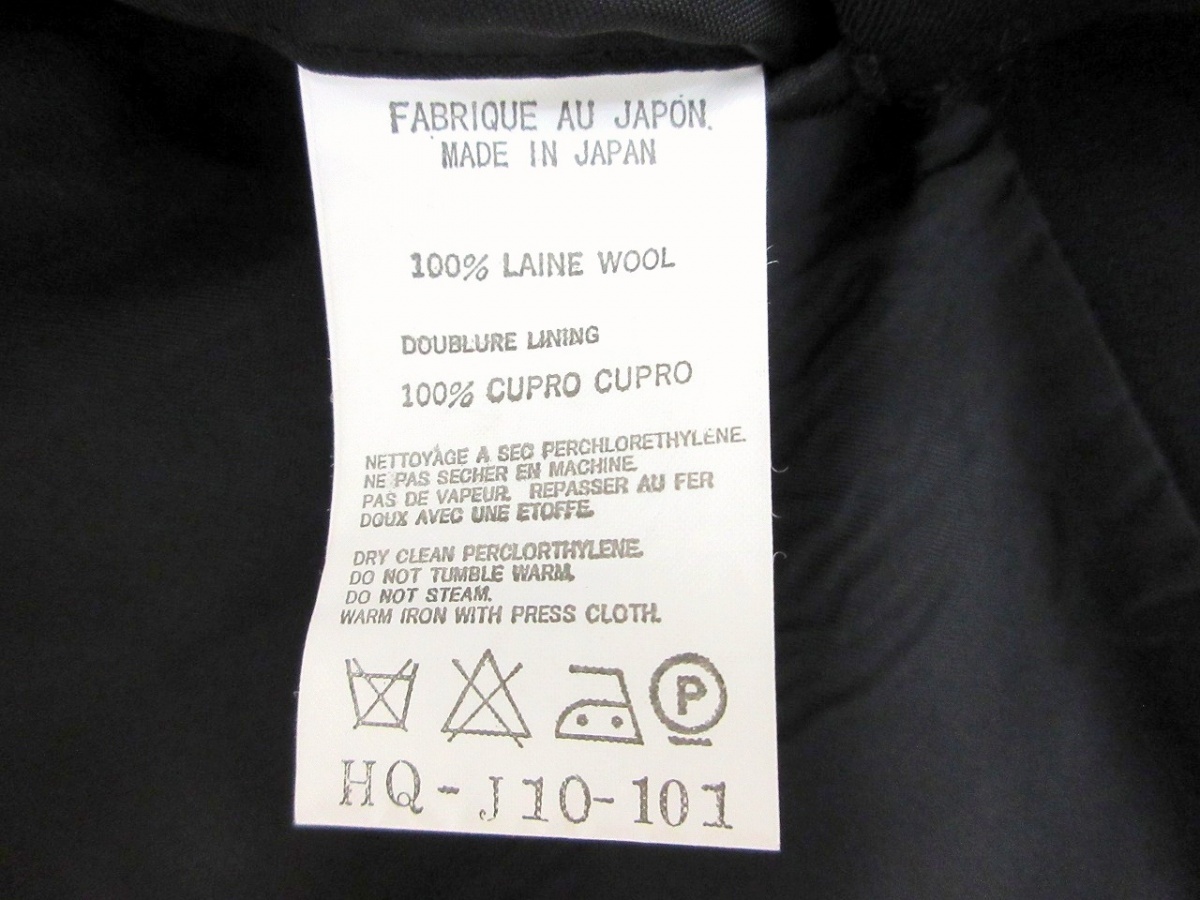 FABRIQUE AU JAPON.
MADE IN JAPAN
100% LAINE WOOL
DOUBLURE LINING
100% CUPRO CUPRO
NETTOYAGE A SEC PERCHLORETHYLENE.
NE PAS SECHER EN MACHINE.
PAS DE VAPEUR. REPASSER AU FER
DOUX AVEC UNE ETOFFE.
DRY CLEAN PERCLORTHYLENE.
DO NOT TUMBLE WARM.
DO NOT STEAM.
WARM IRON WITH PRESS CLOTH.
P
HQ-J10-101